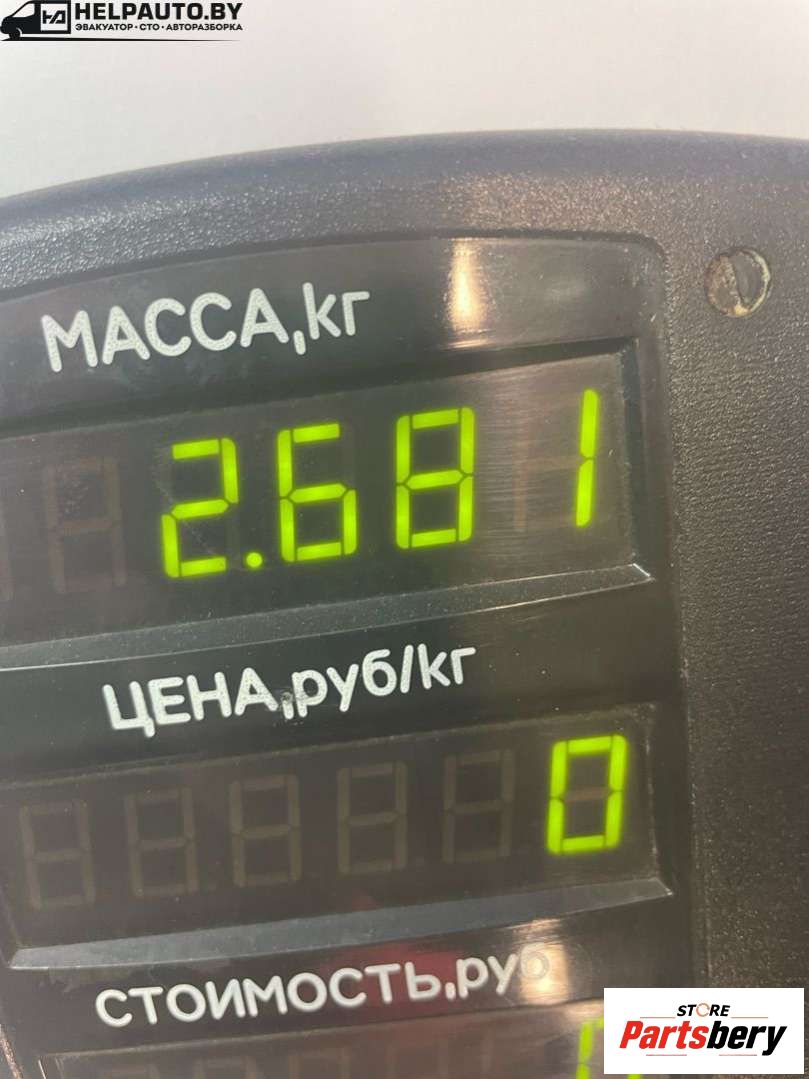 HELPAUTO.BY
ЭВАКУАТОР • СТО • АВТОРАЗБОРКА
МАССА,кг
2.681
ЦЕНА,руб/кг
0
СТОИМОСТЬ,руб
STORE
Partsbery